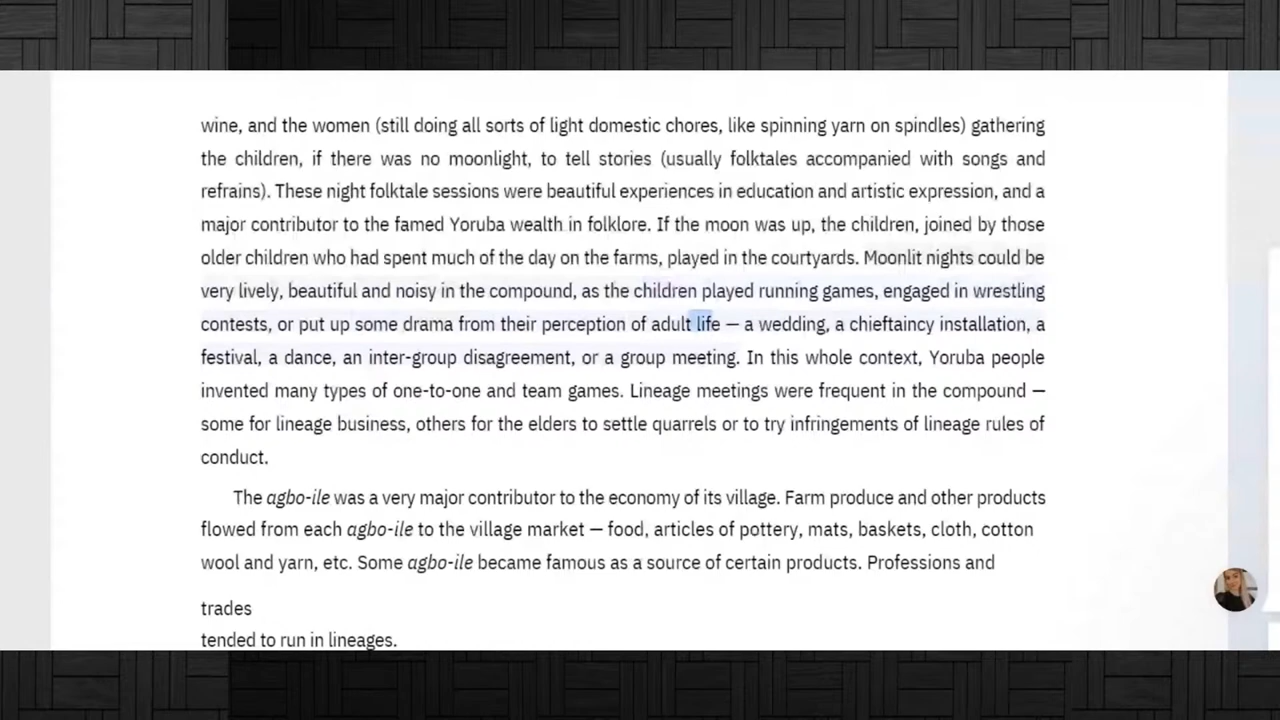 wine, and the women (still doing all sorts of light domestic chores, like spinning yarn on spindles) gathering
the children, if there was no moonlight, to tell stories (usually folktales accompanied with songs and
refrains). These night folktale sessions were beautiful experiences in education and artistic expression, and a
major contributor to the famed Yoruba wealth in folklore. If the moon was up, the children, joined by those
older children who had spent much of the day on the farms, played in the courtyards. Moonlit nights could be
very lively, beautiful and noisy in the compound, as the children played running games, engaged in wrestling
contests, or put up some drama from their perception of adult life — a wedding, a chieftaincy installation, a
festival, a dance, an inter-group disagreement, or a group meeting. In this whole context, Yoruba people
invented many types of one-to-one and team games. Lineage meetings were frequent in the compound —
some for lineage business, others for the elders to settle quarrels or to try infringements of lineage rules of
conduct.
The agbo-ile was a very major contributor to the economy of its village. Farm produce and other products
flowed from each agbo-ile to the village market — food, articles of pottery, mats, baskets, cloth, cotton
wool and yarn, etc. Some agbo-ile became famous as a source of certain products. Professions and
trades
tended to run in lineages.